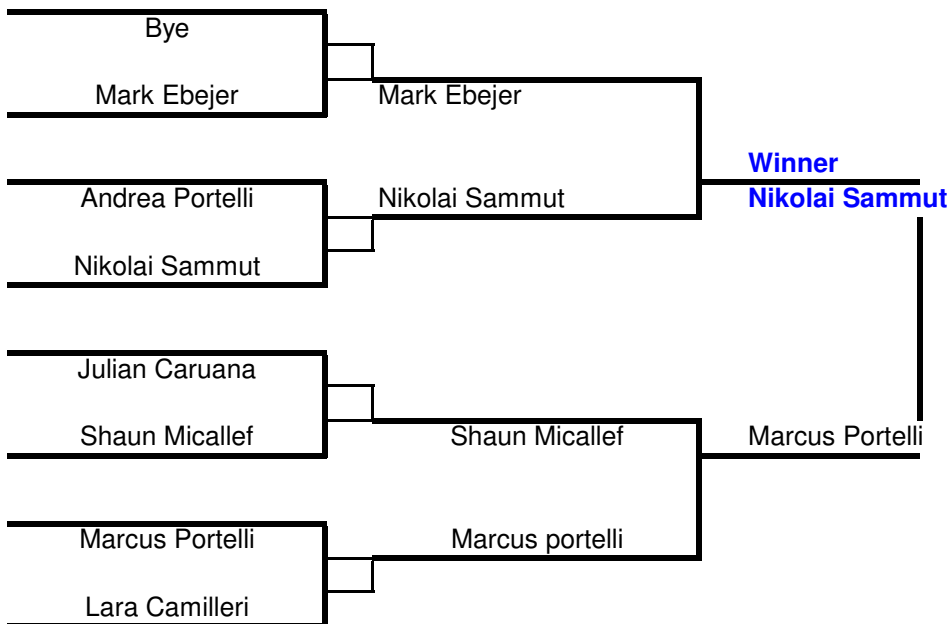 Bye
Mark Ebejer
Mark Ebejer
Winner
Andrea Portelli
Nikolai Sammut
Nikolai Sammut
Nikolai Sammut
Julian Caruana
Shaun Micallef
Shaun Micallef
Marcus Portelli
Marcus Portelli
Marcus portelli
Lara Camilleri